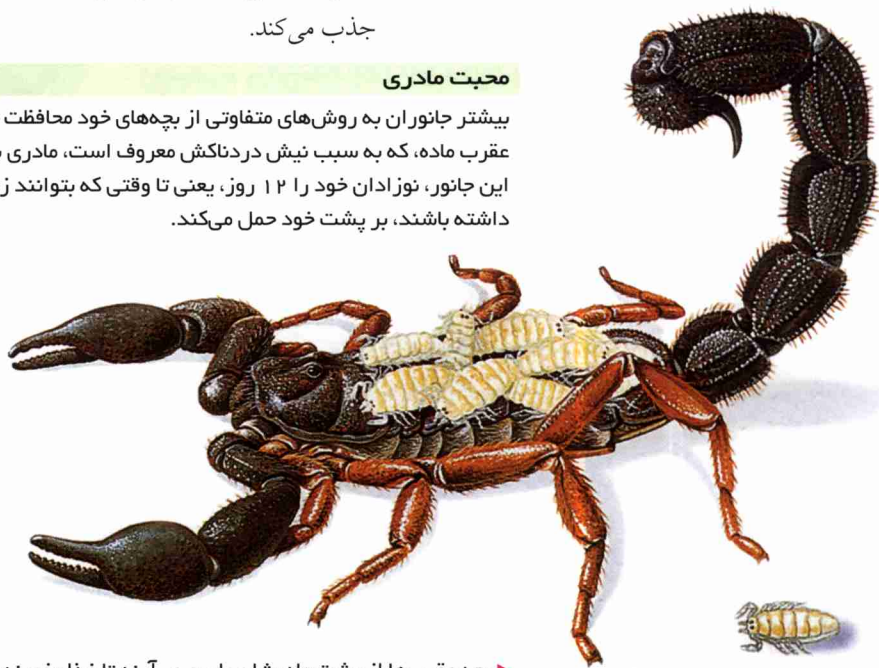 جذب می‌کند.
محبت مادری
بیشتر جانوران به روش‌های متفاوتی از بچه‌های خود محافظت
عقرب ماده، که به سبب نیش دردناکش معروف است، مادری
این جانور، نوزادان خود را ۱۲ روز، یعنی تا وقتی که بتوانند
داشته باشند، بر پشت خود حمل می‌کند.